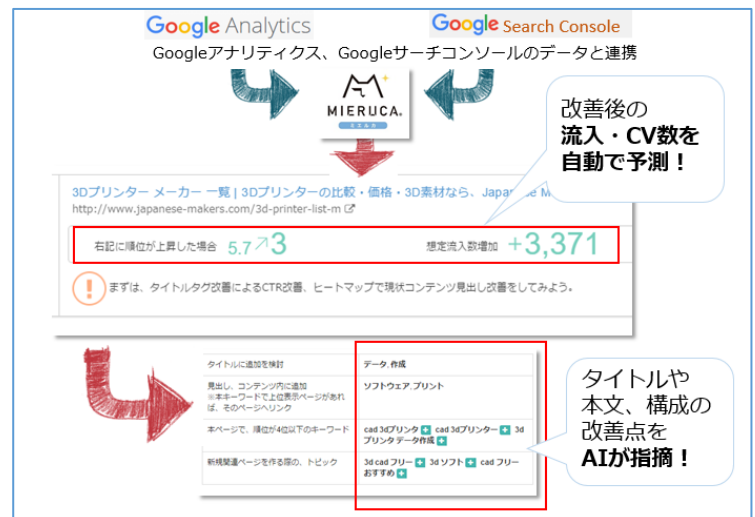 Google Analytics
Google Search Console
Googleアナリティクス、Googleサーチコンソールのデータと連携
MIERUCA.
ミエルカ
改善後の
流入・CV数を
自動で予測！
3Dプリンター メーカー 一覧 | 3Dプリンターの比較・価格・3D素材なら、Japanese M
http://www.japanese-makers.com/3d-printer-list-m
右記に順位が上昇した場合 5.7 3
想定流入数増加 +3,371
まずは、タイトルタグ改善によるCTR改善、ヒートマップで現状コンテンツ見出し改善をしてみよう。
タイトルに追加を検討
データ,作成
見出し、コンテンツ内に追加
※本キーワードで上位表示ページがあれ
ば、そのページへリンク
ソフトウェア,プリント
本ページで、順位が4位以下のキーワード
cad 3dプリンタ + cad 3dプリンター + 3d
プリンタ データ作成 +
新規関連ページを作る際の、トピック
3d cad フリー + 3d ソフト + cad フリー
おすすめ +
タイトルや
本文、構成の
改善点を
AIが指摘！